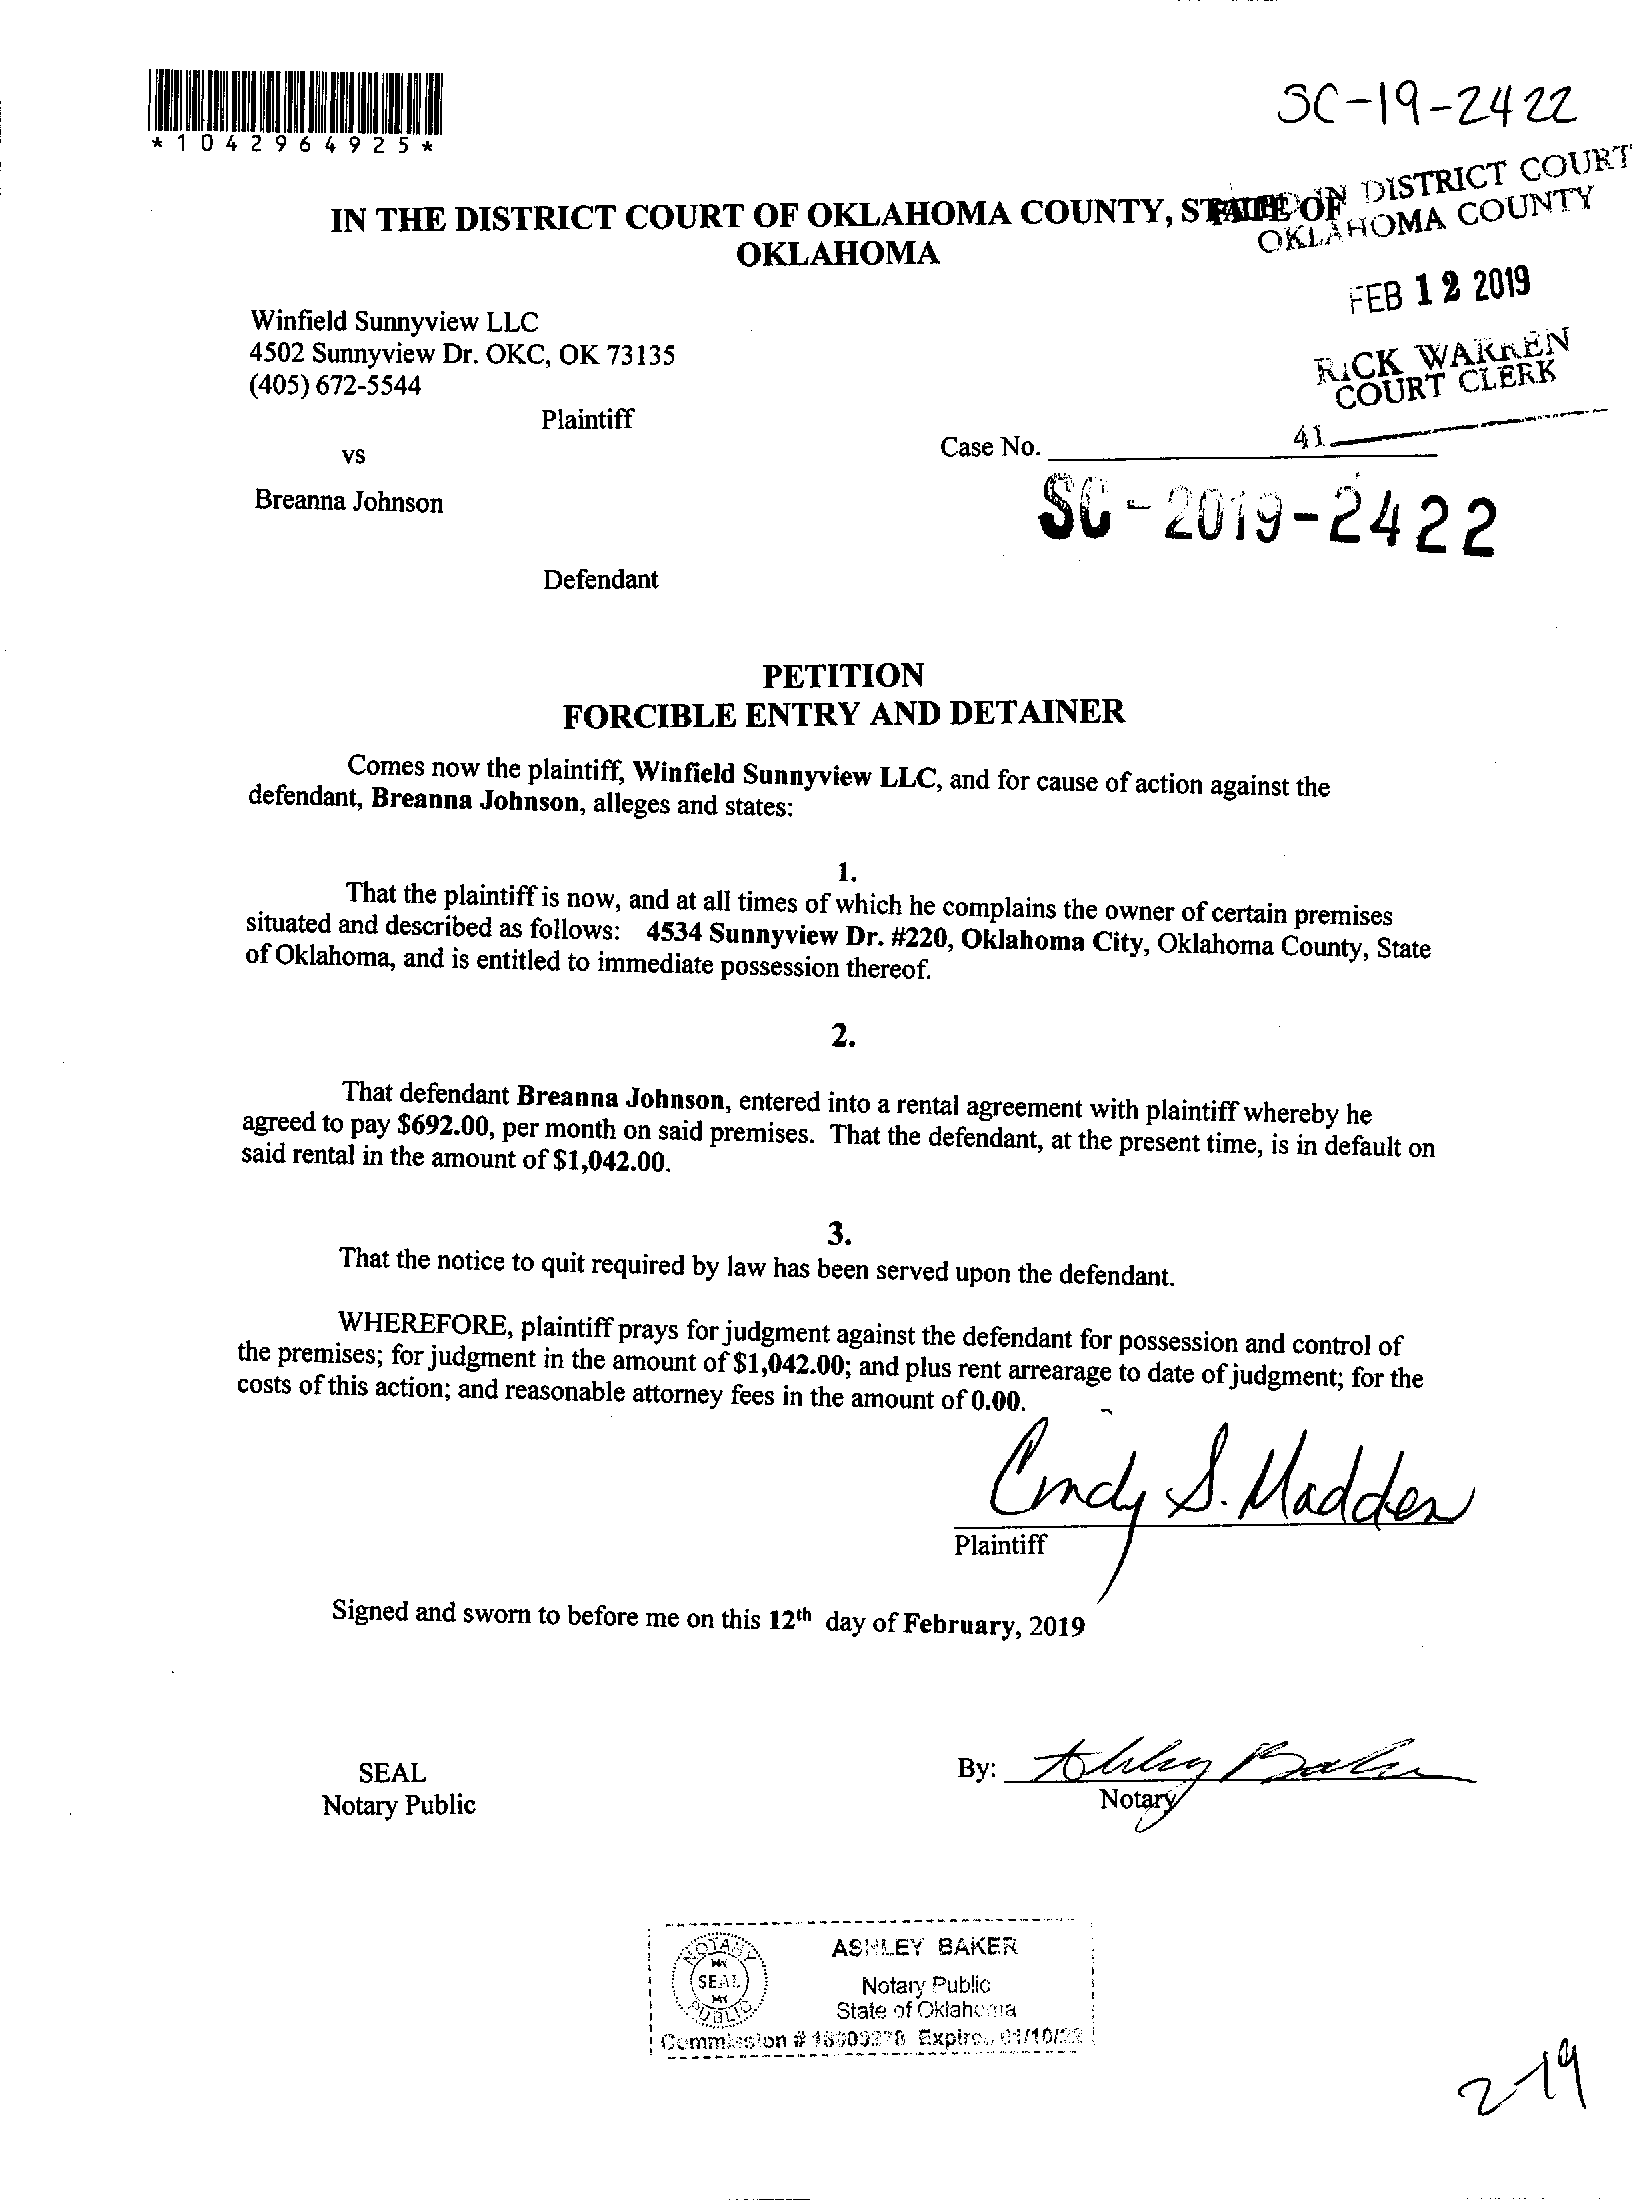 *1042964925*
SC-19-2422
IN THE DISTRICT COURT OF OKLAHOMA COUNTY, STATE OF
OKLAHOMA
IN DISTRICT COURT
OKLAHOMA COUNTY
FEB 12 2019
RICK WARREN
COURT CLERK
41
Winfield Sunnyview LLC
4502 Sunnyview Dr. OKC, OK 73135
(405) 672-5544
Plaintiff
vs
Case No.
SC-2019-2422
Breanna Johnson
Defendant
PETITION
FORCIBLE ENTRY AND DETAINER
Comes now the plaintiff, Winfield Sunnyview LLC, and for cause of action against the
defendant, Breanna Johnson, alleges and states:
1.
That the plaintiff is now, and at all times of which he complains the owner of certain premises
situated and described as follows: 4534 Sunnyview Dr. #220, Oklahoma City, Oklahoma County, State
of Oklahoma, and is entitled to immediate possession thereof.
2.
That defendant Breanna Johnson, entered into a rental agreement with plaintiff whereby he
agreed to pay $692.00, per month on said premises. That the defendant, at the present time, is in default on
said rental in the amount of $1,042.00.
3.
That the notice to quit required by law has been served upon the defendant.
WHEREFORE, plaintiff prays for judgment against the defendant for possession and control of
the premises; for judgment in the amount of $1,042.00; and plus rent arrearage to date of judgment; for the
costs of this action; and reasonable attorney fees in the amount of 0.00.
Cindy S. Madden
Plaintiff
Signed and sworn to before me on this 12th day of February, 2019
SEAL
Notary Public
By: Ashley Baker
Notary
NOTARY
SEAL
PUBLIC
ASHLEY BAKER
Notary Public
State of Oklahoma
Commission # Expires
2-19